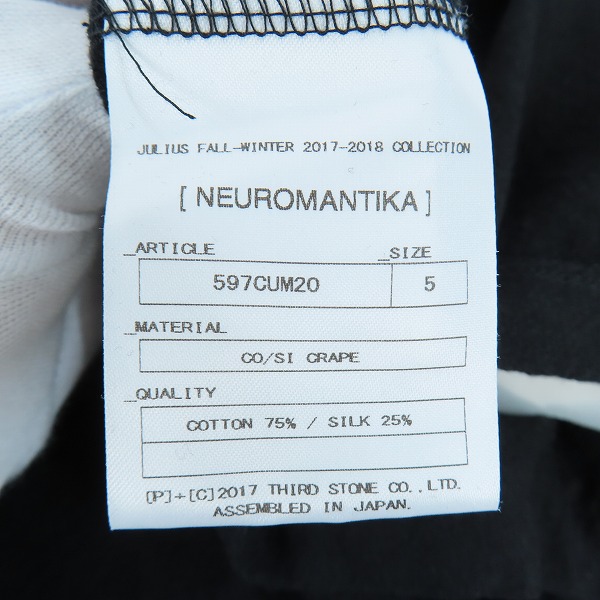 JULIUS FALL-WINTER 2017-2018 COLLECTION
[ NEUROMANTIKA ]
_ARTICLE _SIZE
597CUM20 5
_MATERIAL
CO/SI CRAPE
_QUALITY
COTTON 75% / SILK 25%
[P]+[C]2017 THIRD STONE CO.,LTD.
ASSEMBLED IN JAPAN.